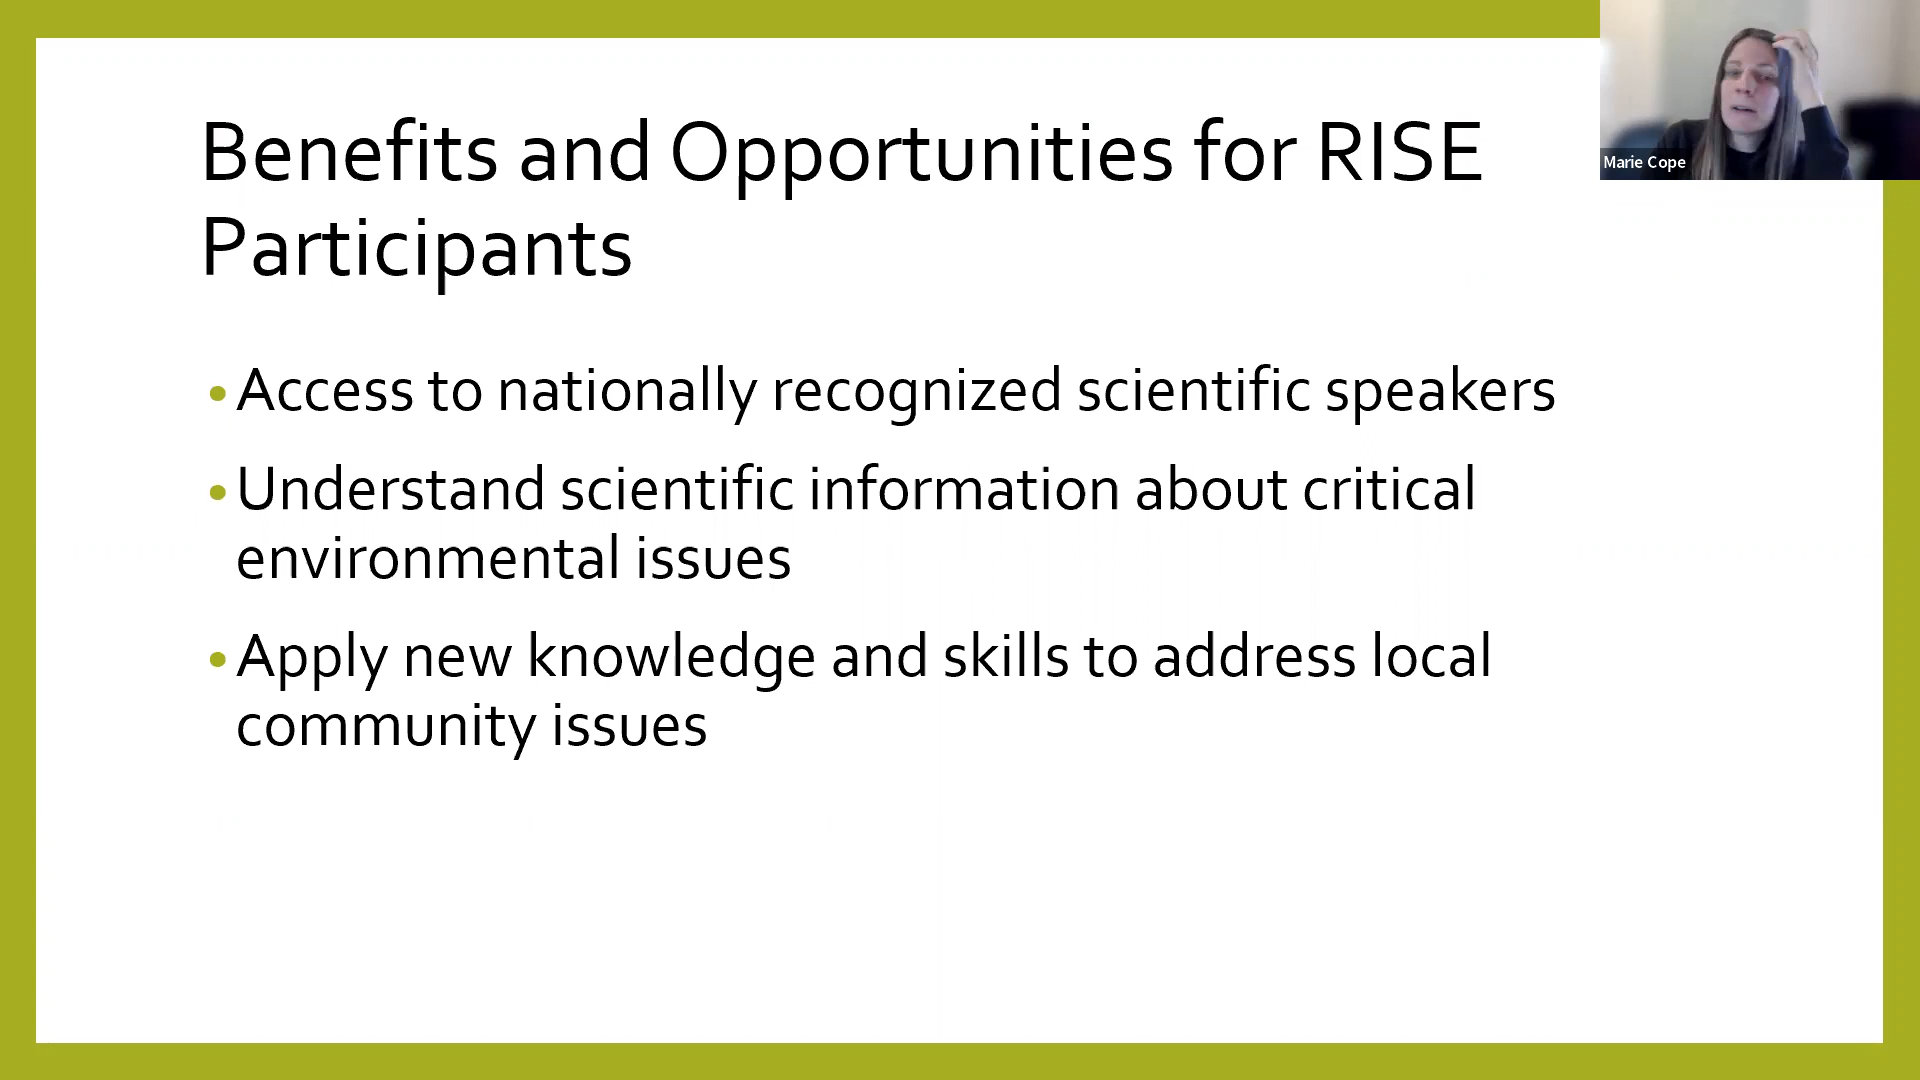 Benefits and Opportunities for RISE
Participants
Marie Cope
•Access to nationally recognized scientific speakers
•Understand scientific information about critical
environmental issues
•Apply new knowledge and skills to address local
community issues